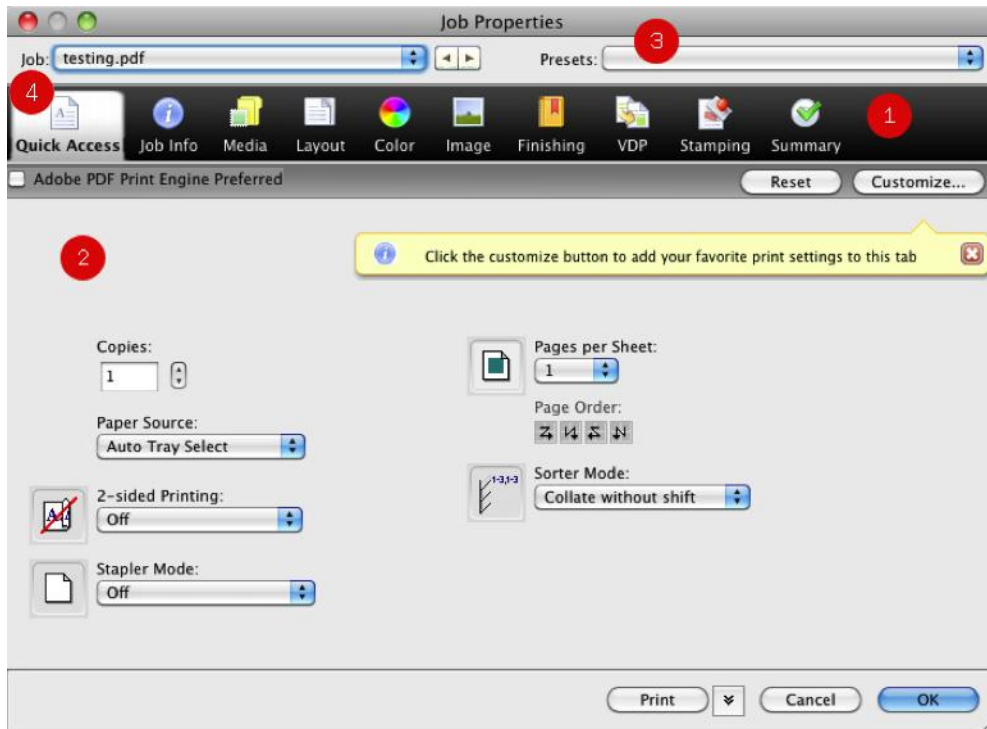 Job Properties
Job: testing.pdf
Presets:
3
4
1
Quick Access Job Info Media Layout Color Image Finishing VDP Stamping Summary
Adobe PDF Print Engine Preferred
Reset Customize...
2
Click the customize button to add your favorite print settings to this tab
Copies:
1
Paper Source:
Auto Tray Select
2-sided Printing:
Off
Stapler Mode:
Off
Pages per Sheet:
1
Page Order:
1-3,1-3
Sorter Mode:
Collate without shift
Print Cancel OK